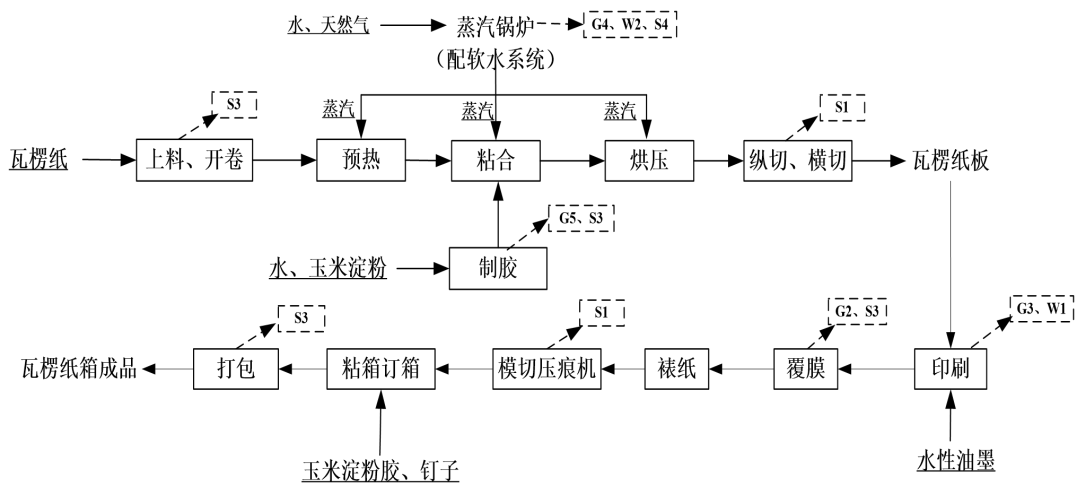 水、天然气
蒸汽锅炉
G4、W2、S4
（配软水系统）
S3
蒸汽
蒸汽
蒸汽
S1
瓦楞纸
上料、开卷
预热
粘合
烘压
纵切、横切
瓦楞纸板
G5、S3
水、玉米淀粉
制胶
S3
S1
G2、S3
G3、W1
瓦楞纸箱成品
打包
粘箱订箱
模切压痕机
裱纸
覆膜
印刷
玉米淀粉胶、钉子
水性油墨